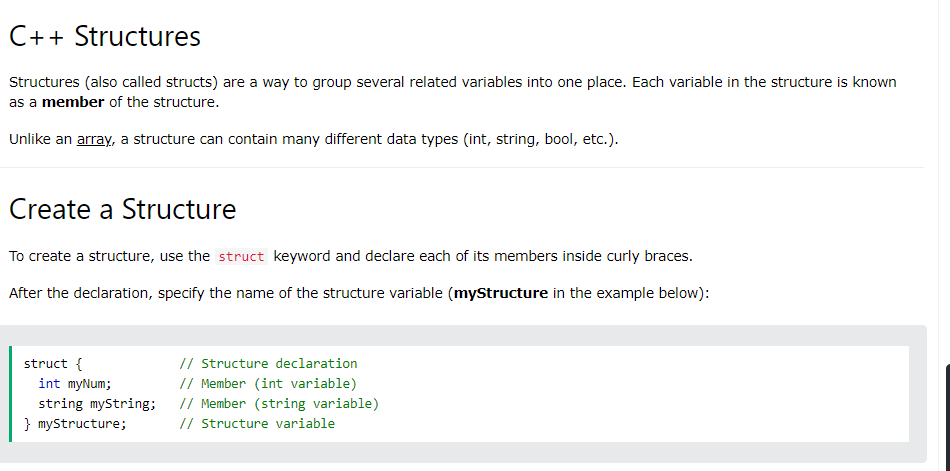 C++ Structures
Structures (also called structs) are a way to group several related variables into one place. Each variable in the structure is known
as a member of the structure.
Unlike an array, a structure can contain many different data types (int, string, bool, etc.).
Create a Structure
To create a structure, use the struct keyword and declare each of its members inside curly braces.
After the declaration, specify the name of the structure variable (myStructure in the example below):
struct {             // Structure declaration
  int myNum;         // Member (int variable)
  string myString;   // Member (string variable)
} myStructure;       // Structure variable